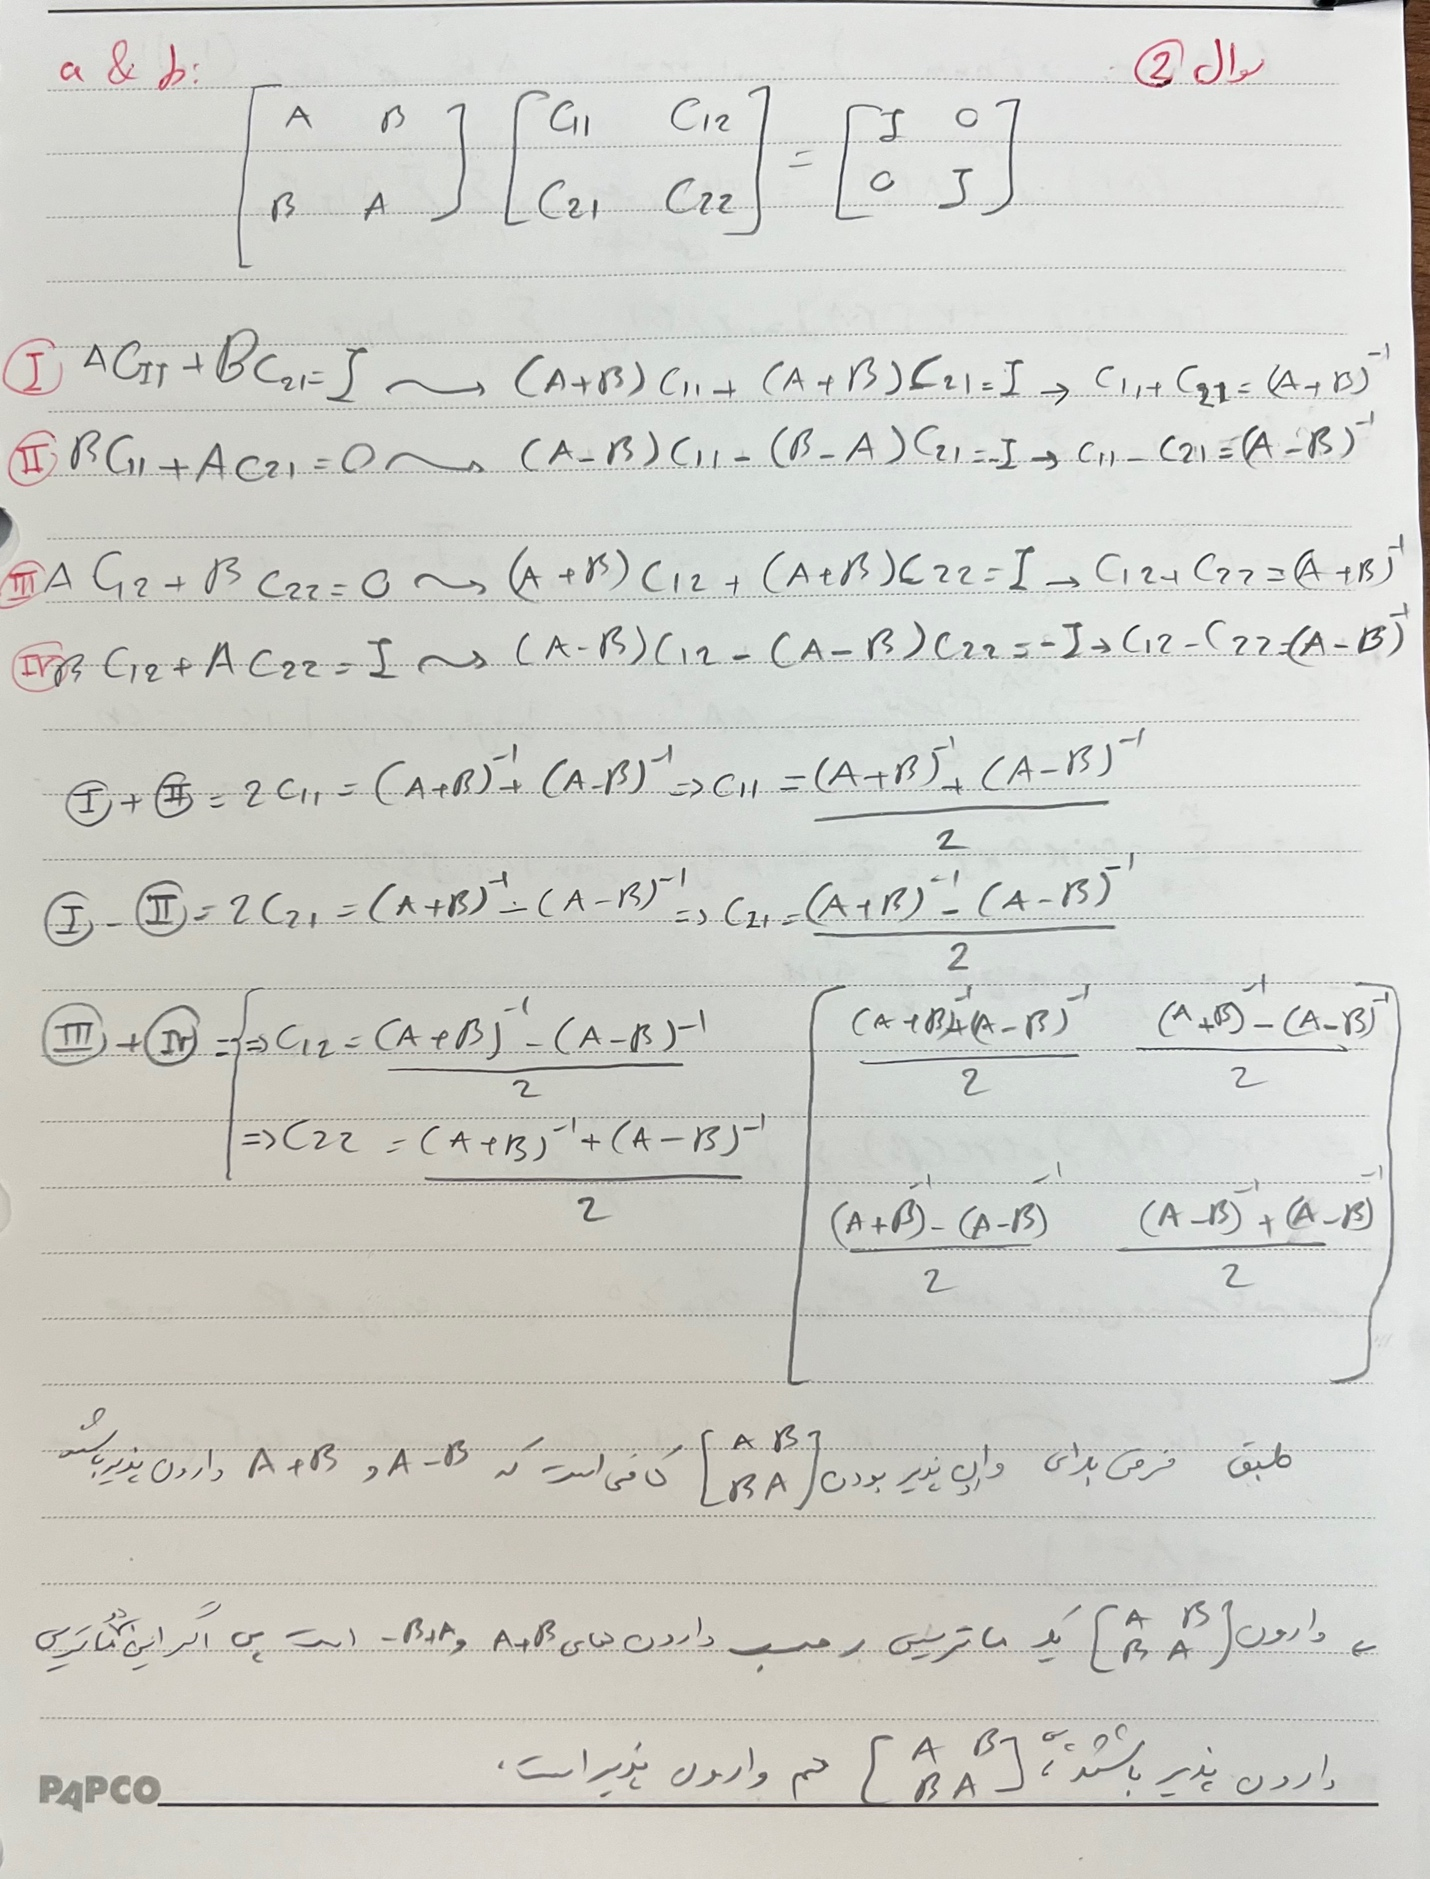 a & b:
سوال ②
[A B; B A] [C11 C12; C21 C22] = [I 0; 0 I]
Ⓘ AC11 + BC21 = I ⤳ (A+B)C11 + (A+B)C21 = I → C11 + C21 = (A+B)^-1
Ⅱ BC11 + AC21 = 0 ⤳ (A-B)C11 - (B-A)C21 = -I → C11 - C21 = (A-B)^-1
Ⅲ AC12 + BC22 = 0 ⤳ (A+B)C12 + (A+B)C22 = I → C12 + C22 = (A+B)^-1
Ⅳ BC12 + AC22 = I ⤳ (A-B)C12 - (A-B)C22 = -I → C12 - C22 = (A-B)^-1
Ⓘ + Ⅱ = 2C11 = (A+B)^-1 + (A-B)^-1 => C11 = ((A+B)^-1 + (A-B)^-1)/2
Ⓘ - Ⅱ = 2C21 = (A+B)^-1 - (A-B)^-1 => C21 = ((A+B)^-1 - (A-B)^-1)/2
Ⅲ + Ⅳ = => C12 = ((A+B)^-1 - (A-B)^-1)/2
=> C22 = ((A+B)^-1 + (A-B)^-1)/2
[((A+B)^-1 + (A-B)^-1)/2 ((A+B)^-1 - (A-B)^-1)/2
((A+B)^-1 - (A-B)^-1)/2 ((A-B)^-1 + (A-B)^-1)/2]
طبق فرض برای وارون پذیر بودن [A B; B A] کافی است که A-B و A+B وارون پذیر باشند
وارون [A B; B A] یک ماتریس بر حسب وارون های A+B و -B+A است پس اگر این دو ماتریس
وارون پذیر باشند، [A B; B A] هم وارون پذیر است.
PAPCO